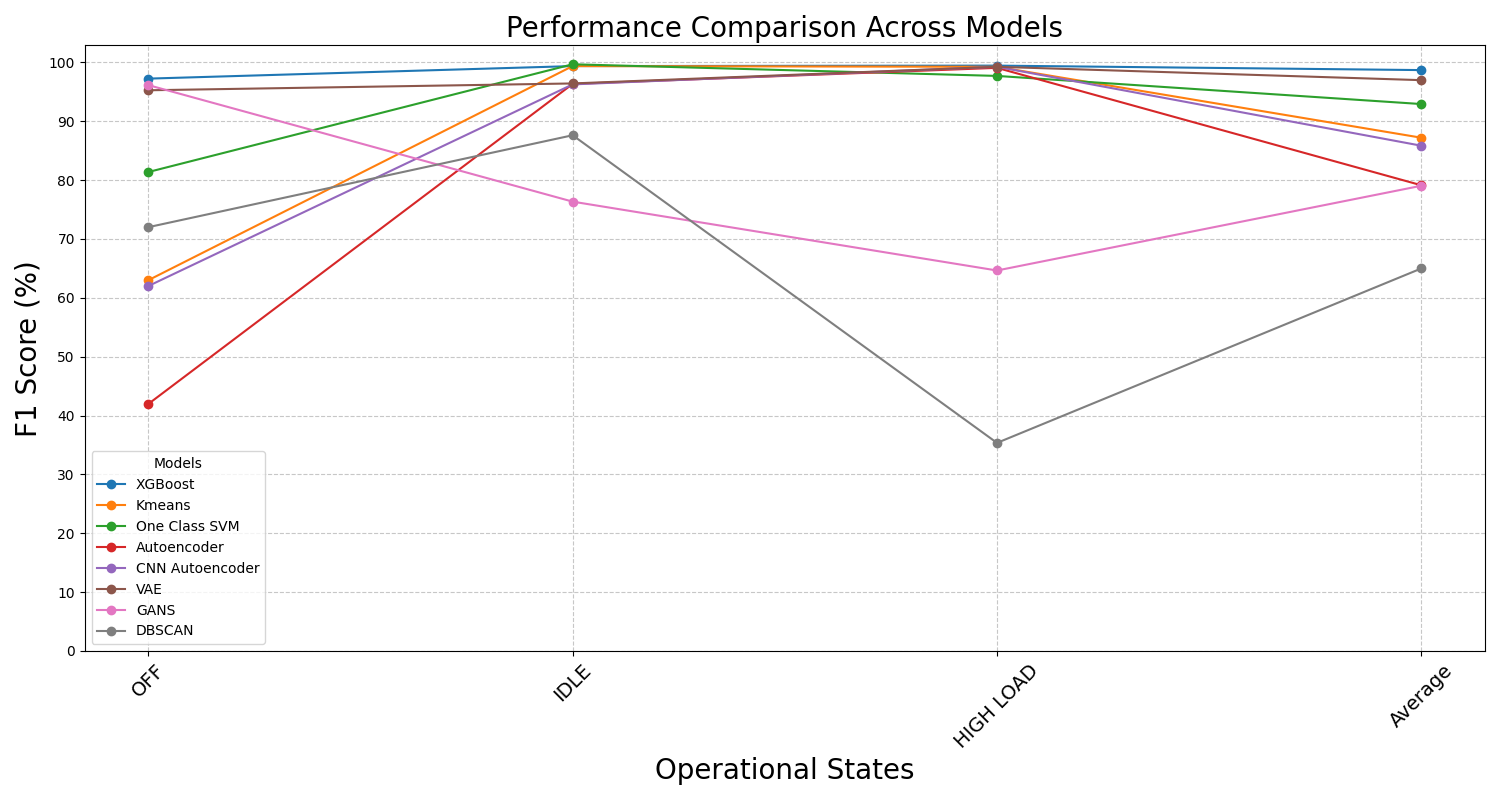 Performance Comparison Across Models
F1 Score (%)
100
90
80
70
60
50
40
30
20
10
0
Models
XGBoost
Kmeans
One Class SVM
Autoencoder
CNN Autoencoder
VAE
GANS
DBSCAN
OFF
IDLE
HIGH LOAD
Average
Operational States